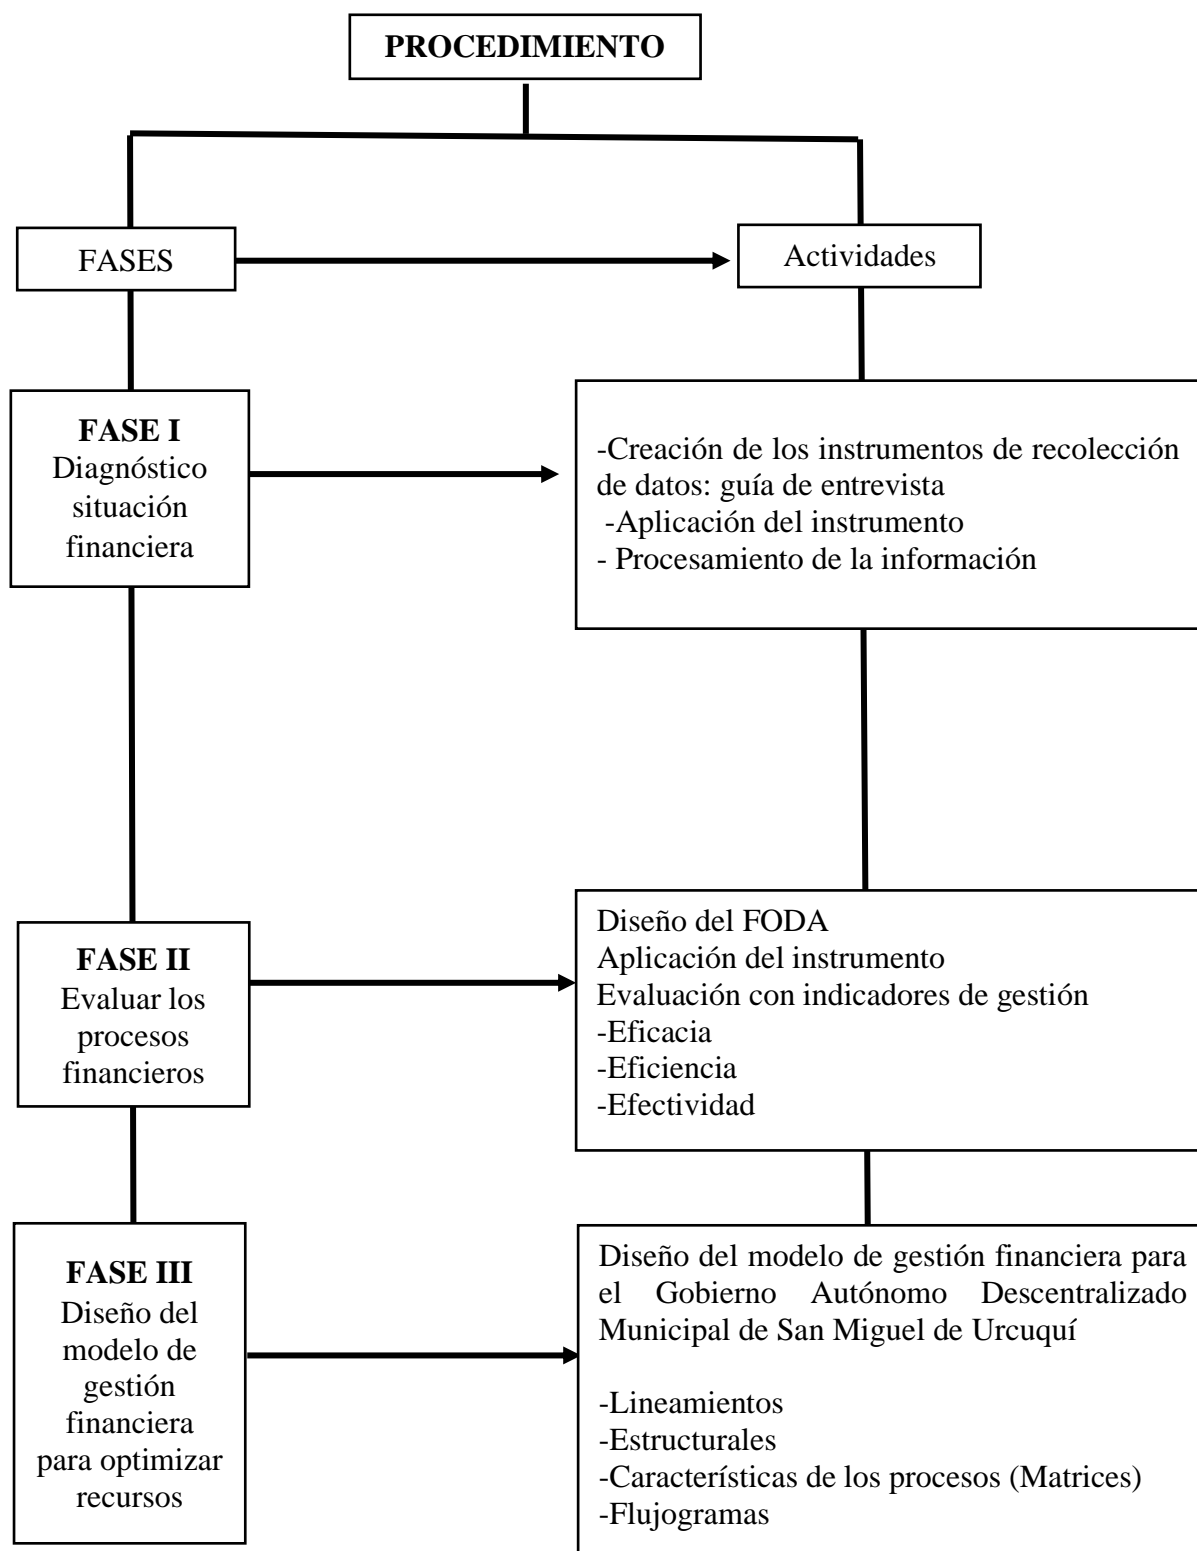 PROCEDIMIENTO
FASES
Actividades
FASE I
Diagnóstico
situación
financiera
-Creación de los instrumentos de recolección
de datos: guía de entrevista
-Aplicación del instrumento
- Procesamiento de la información
FASE II
Evaluar los
procesos
financieros
Diseño del FODA
Aplicación del instrumento
Evaluación con indicadores de gestión
-Eficacia
-Eficiencia
-Efectividad
FASE III
Diseño del
modelo de
gestión
financiera
para optimizar
recursos
Diseño del modelo de gestión financiera para
el Gobierno Autónomo Descentralizado
Municipal de San Miguel de Urcuquí
-Lineamientos
-Estructurales
-Características de los procesos (Matrices)
-Flujogramas